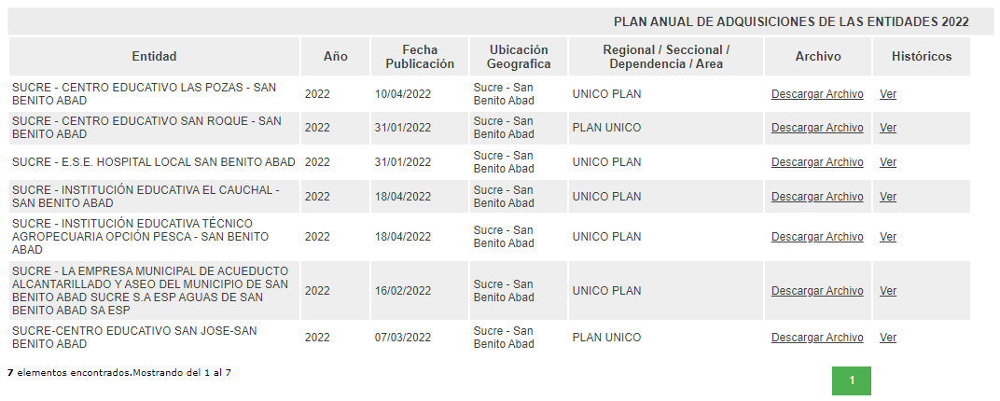 PLAN ANUAL DE ADQUISICIONES DE LAS ENTIDADES 2022
Entidad Año Fecha Publicación Ubicación Geografica Regional / Seccional / Dependencia / Area Archivo Históricos
SUCRE - CENTRO EDUCATIVO LAS POZAS - SAN
BENITO ABAD
2022
10/04/2022
Sucre - San
Benito Abad
UNICO PLAN
Descargar Archivo
Ver
SUCRE - CENTRO EDUCATIVO SAN ROQUE - SAN
BENITO ABAD
2022
31/01/2022
Sucre - San
Benito Abad
PLAN UNICO
Descargar Archivo
Ver
SUCRE - E.S.E. HOSPITAL LOCAL SAN BENITO ABAD
2022
31/01/2022
Sucre - San
Benito Abad
UNICO PLAN
Descargar Archivo
Ver
SUCRE - INSTITUCIÓN EDUCATIVA EL CAUCHAL -
SAN BENITO ABAD
2022
18/04/2022
Sucre - San
Benito Abad
UNICO PLAN
Descargar Archivo
Ver
SUCRE - INSTITUCIÓN EDUCATIVA TÉCNICO
AGROPECUARIA OPCIÓN PESCA - SAN BENITO
ABAD
2022
18/04/2022
Sucre - San
Benito Abad
UNICO PLAN
Descargar Archivo
Ver
SUCRE - LA EMPRESA MUNICIPAL DE ACUEDUCTO
ALCANTARILLADO Y ASEO DEL MUNICIPIO DE SAN
BENITO ABAD SUCRE S.A ESP AGUAS DE SAN
BENITO ABAD SA ESP
2022
16/02/2022
Sucre - San
Benito Abad
UNICO PLAN
Descargar Archivo
Ver
SUCRE-CENTRO EDUCATIVO SAN JOSE-SAN
BENITO ABAD
2022
07/03/2022
Sucre - San
Benito Abad
PLAN UNICO
Descargar Archivo
Ver
7 elementos encontrados.Mostrando del 1 al 7
1